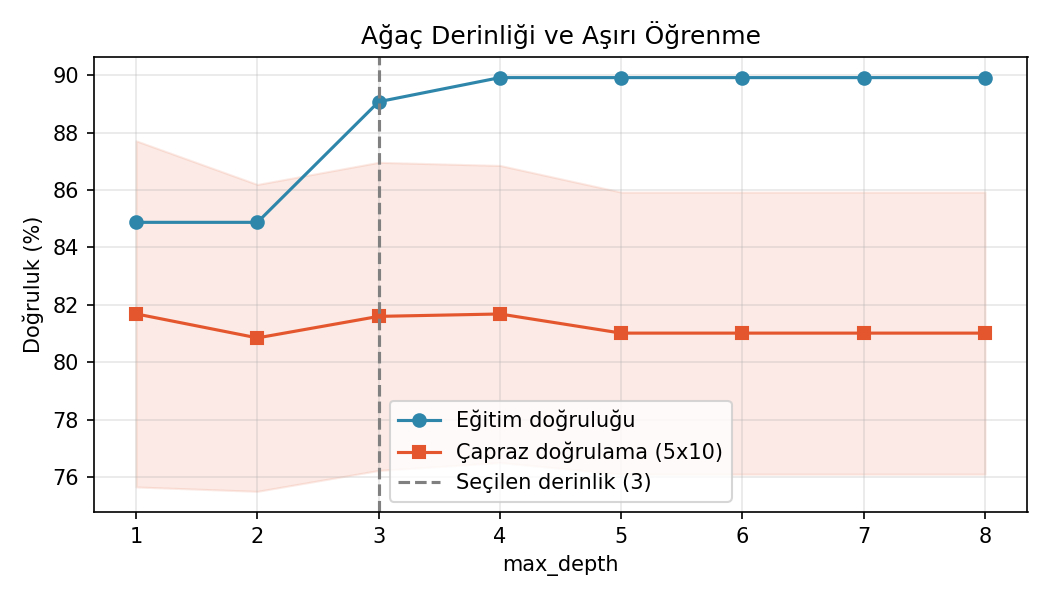 Ağaç Derinliği ve Aşırı Öğrenme
Doğruluk (%)
90
88
86
84
82
80
78
76
Eğitim doğruluğu
Çapraz doğrulama (5x10)
Seçilen derinlik (3)
1 2 3 4 5 6 7 8
max_depth